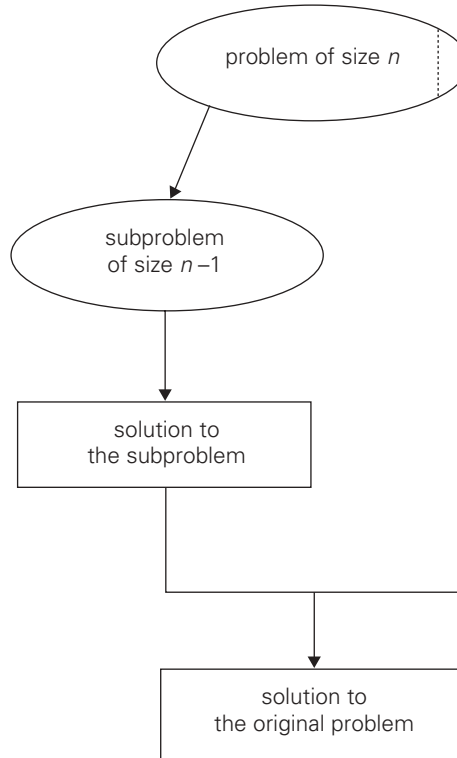 problem of size n
subproblem
of size n –1
solution to
the subproblem
solution to
the original problem